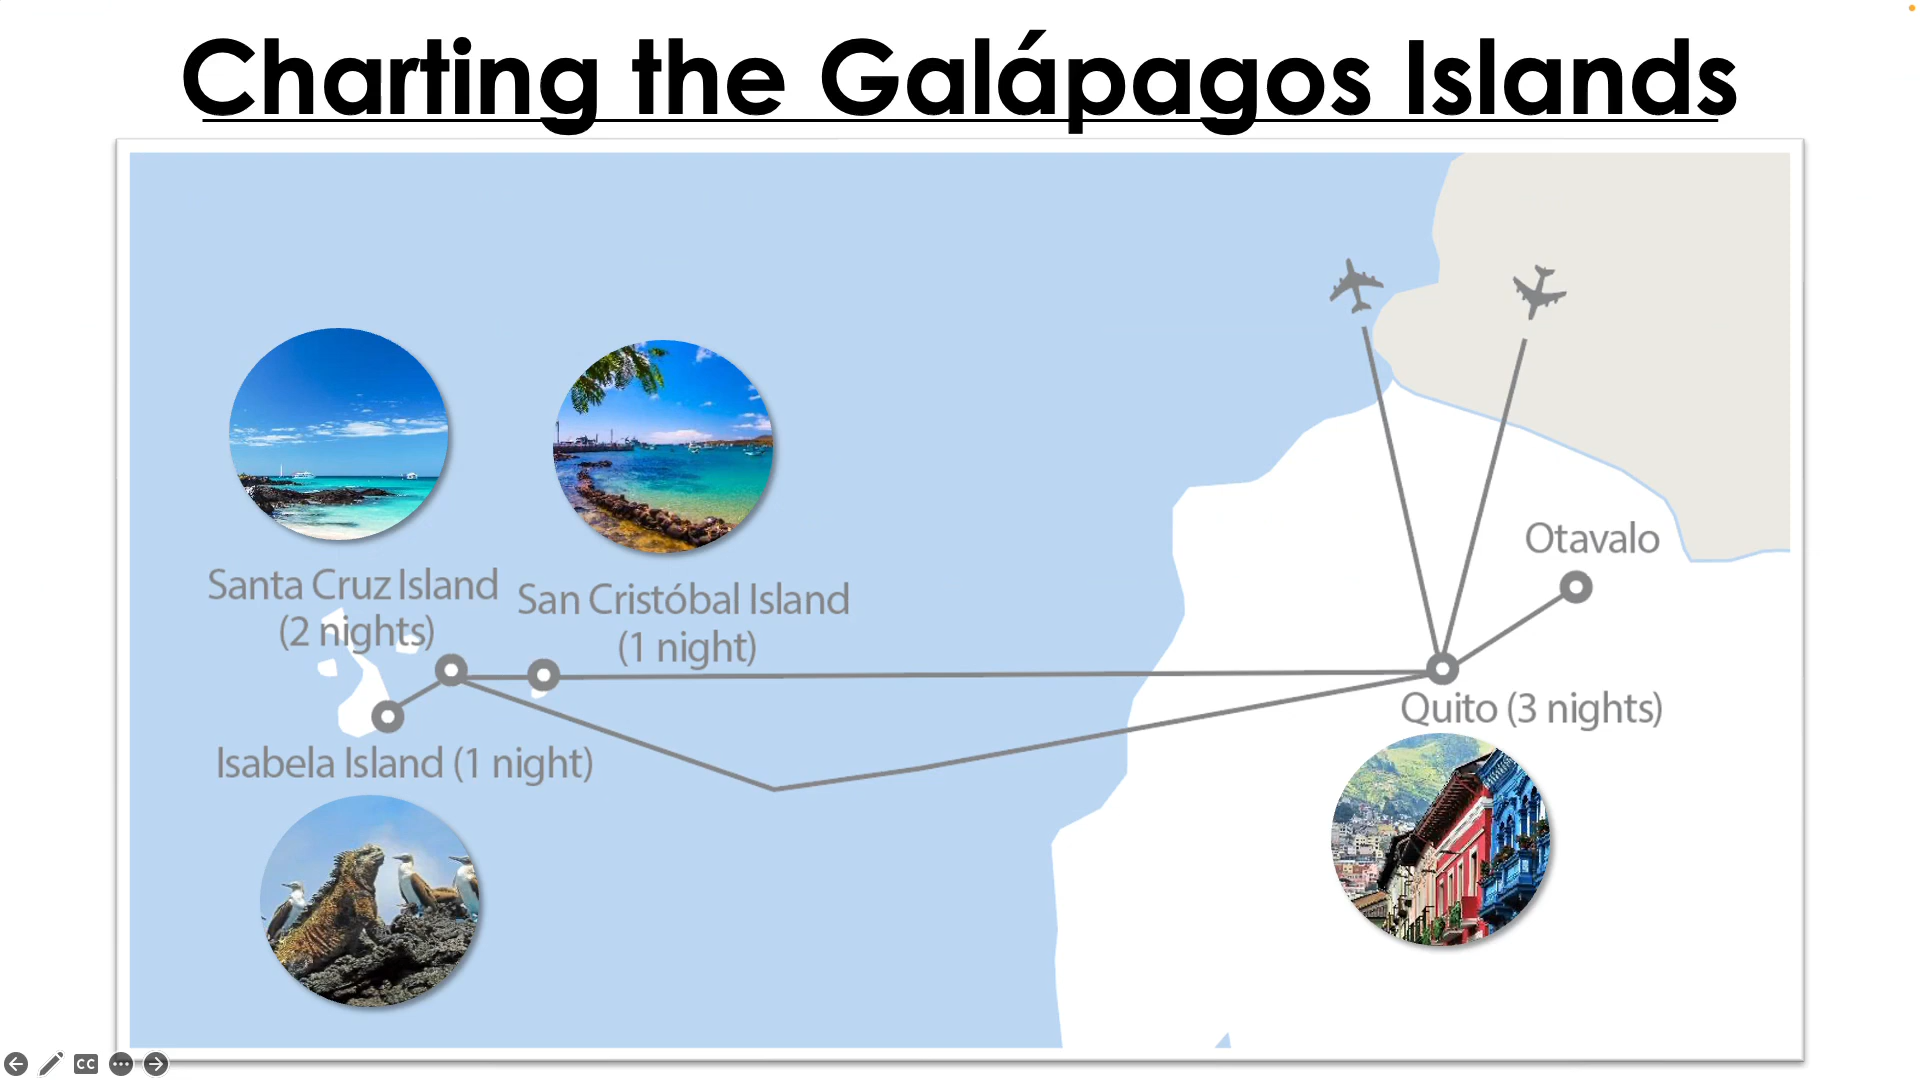 Charting the Galápagos Islands
Otavalo
Santa Cruz Island
(2 nights)
San Cristóbal Island
(1 night)
Quito (3 nights)
Isabela Island (1 night)
CC